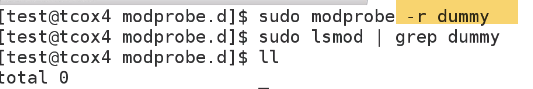 [test@tcox4 modprobe.d]$ sudo modprobe -r dummy
[test@tcox4 modprobe.d]$ sudo lsmod | grep dummy
[test@tcox4 modprobe.d]$ ll
total 0